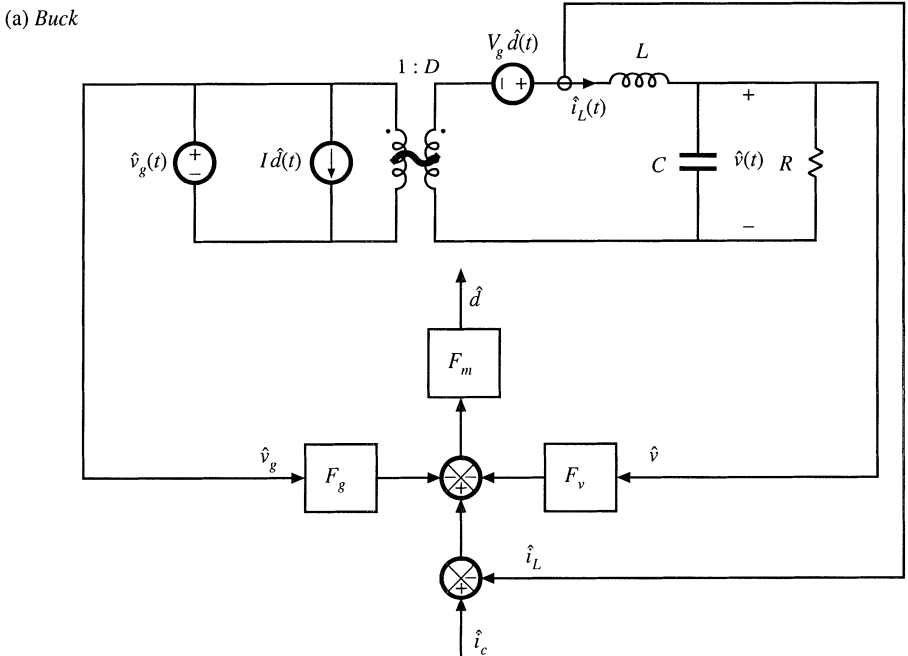 (a) Buck
V_g d̂(t)
L
1 : D
+
î_L(t)
v̂_g(t)
+
−
I d̂(t)
C
v̂(t)
R
−
d̂
F_m
v̂_g
F_g
F_v
v̂
î_L
î_c